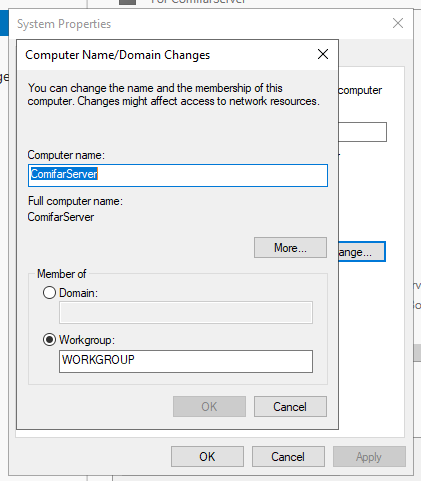 For ComifarServer
System Properties
Computer Name/Domain Changes
You can change the name and the membership of this
computer. Changes might affect access to network resources.
computer
Computer name:
ComifarServer
Full computer name:
ComifarServer
More...
ange...
Member of
Domain:
Workgroup:
WORKGROUP
OK
Cancel
OK
Cancel
Apply